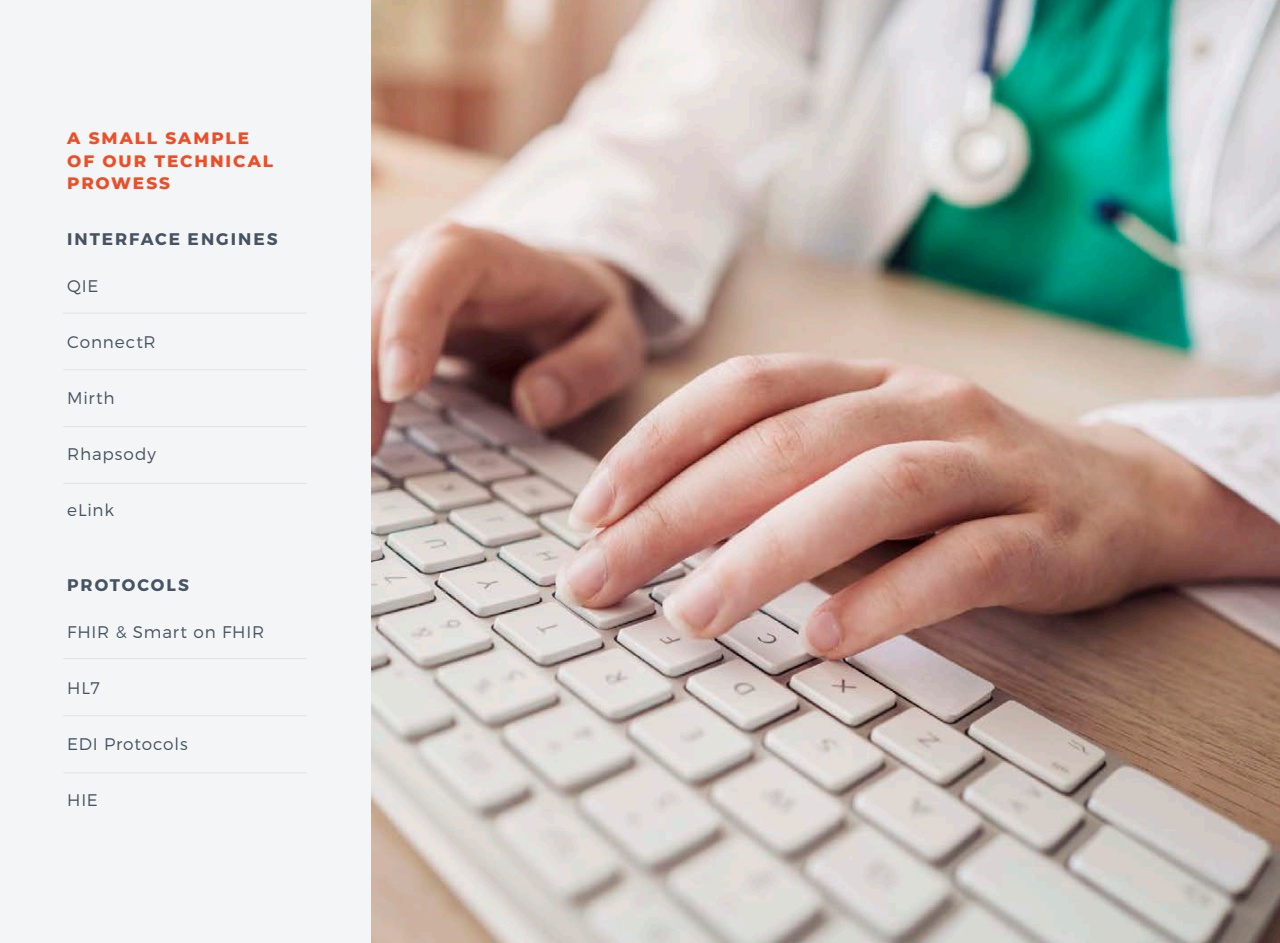 A SMALL SAMPLE
OF OUR TECHNICAL
PROWESS
INTERFACE ENGINES
QIE
ConnectR
Mirth
Rhapsody
eLink
PROTOCOLS
FHIR & Smart on FHIR
HL7
EDI Protocols
HIE